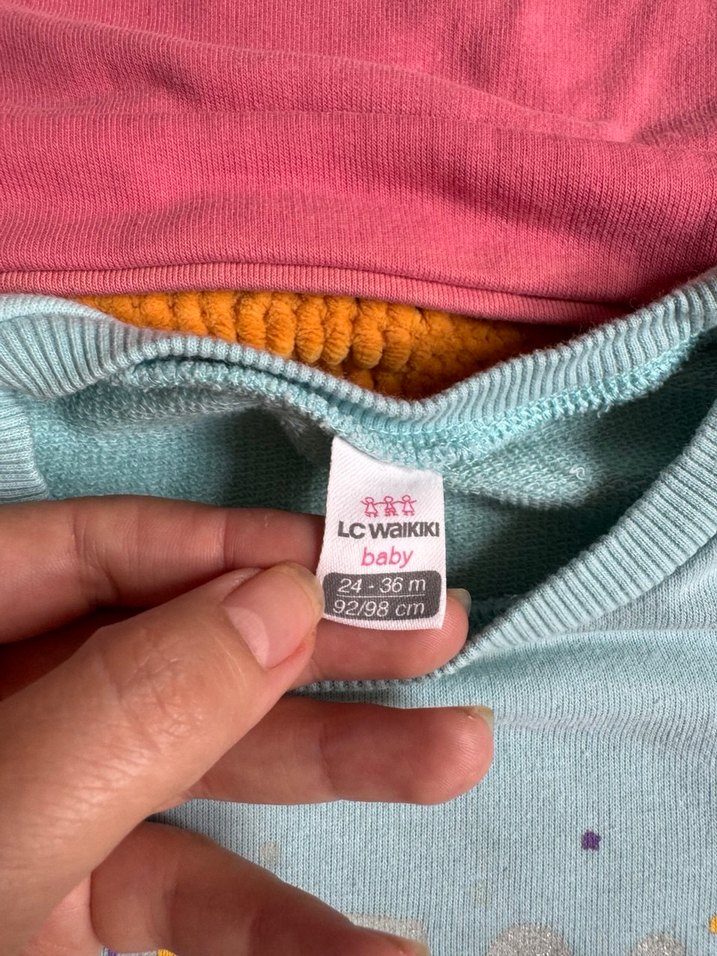 LC WAIKIKI
baby
24 - 36 m
92/98 cm